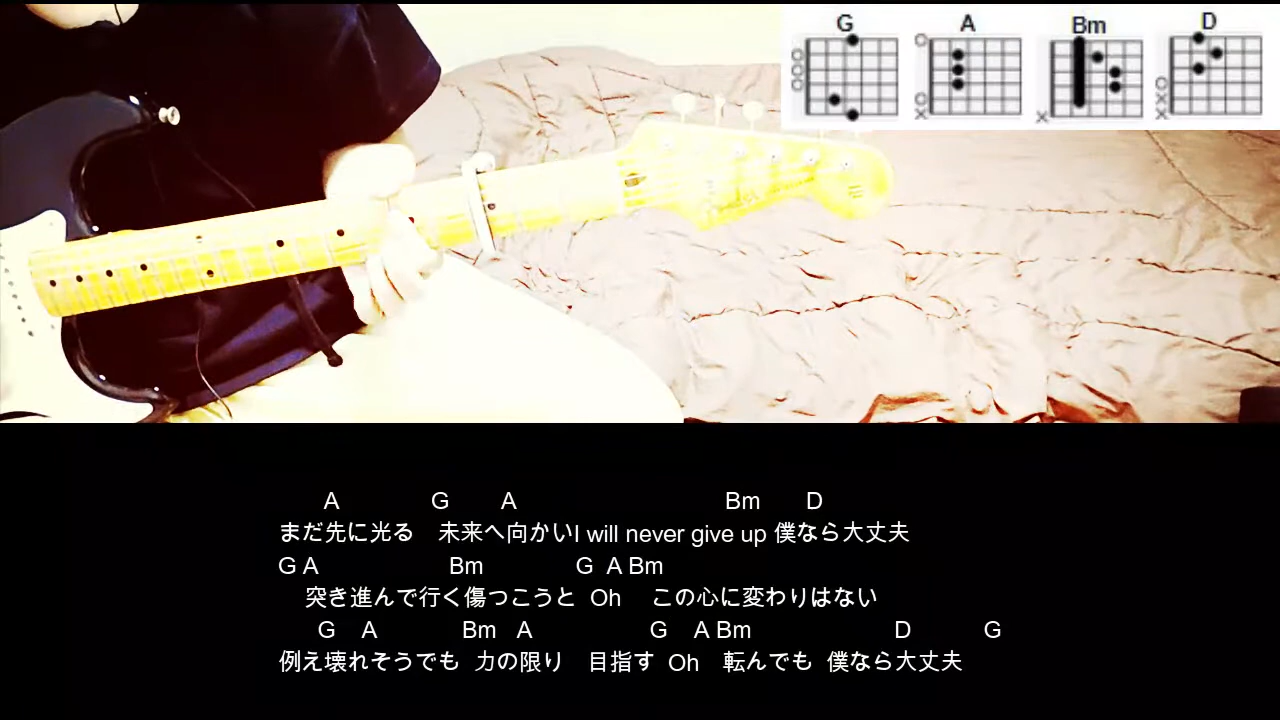 G A Bm D
A G A Bm D
まだ先に光る 未来へ向かいI will never give up 僕なら大丈夫
G A Bm G A Bm
突き進んで行く傷つこうと Oh この心に変わりはない
G A Bm A G A Bm D G
例え壊れそうでも 力の限り 目指す Oh 転んでも 僕なら大丈夫